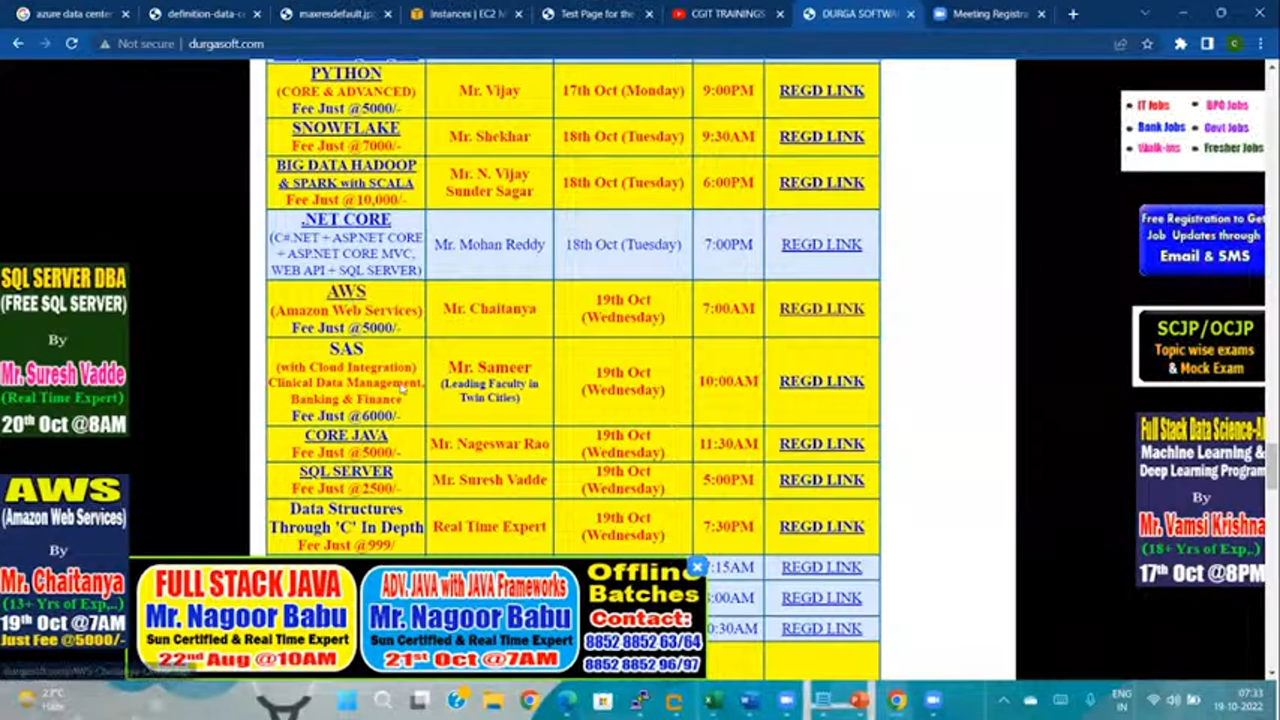 azure data center
definition-data-c
maxresdefault.jp
Instances | EC2 M
Test Page for the
CGIT TRAININGS
DURGA SOFTWA
Meeting Registra
Not secure | durgasoft.com
PYTHON
(CORE & ADVANCED)
Fee Just @5000/-
Mr. Vijay
17th Oct (Monday)
9:00PM
REGD LINK
SNOWFLAKE
Fee Just @7000/-
Mr. Shekhar
18th Oct (Tuesday)
9:30AM
REGD LINK
BIG DATA HADOOP
& SPARK with SCALA
Fee Just @10,000/-
Mr. N. Vijay
Sunder Sagar
18th Oct (Tuesday)
6:00PM
REGD LINK
.NET CORE
(C#.NET + ASP.NET CORE
+ ASP.NET CORE MVC,
WEB API + SQL SERVER)
Mr. Mohan Reddy
18th Oct (Tuesday)
7:00PM
REGD LINK
AWS
(Amazon Web Services)
Fee Just @5000/-
Mr. Chaitanya
19th Oct
(Wednesday)
7:00AM
REGD LINK
SAS
(with Cloud Integration)
Clinical Data Management,
Banking & Finance
Fee Just @6000/-
Mr. Sameer
(Leading Faculty in
Twin Cities)
19th Oct
(Wednesday)
10:00AM
REGD LINK
CORE JAVA
Fee Just @5000/-
Mr. Nageswar Rao
19th Oct
(Wednesday)
11:30AM
REGD LINK
SQL SERVER
Fee Just @2500/-
Mr. Suresh Vadde
19th Oct
(Wednesday)
5:00PM
REGD LINK
Data Structures
Through 'C' In Depth
Fee Just @999/
Real Time Expert
19th Oct
(Wednesday)
7:30PM
REGD LINK
:15AM
REGD LINK
:00AM
REGD LINK
0:30AM
REGD LINK
SQL SERVER DBA
(FREE SQL SERVER)
By
Mr. Suresh Vadde
(Real Time Expert)
20th Oct @8AM
AWS
(Amazon Web Services)
By
Mr. Chaitanya
(13+ Yrs of Exp,..)
19th Oct @7AM
Just Fee @5000/-
FULL STACK JAVA
Mr. Nagoor Babu
Sun Certified & Real Time Expert
22nd Aug @10AM
ADV. JAVA with JAVA Frameworks
Mr. Nagoor Babu
Sun Certified & Real Time Expert
21st Oct @7AM
Offline
Batches
Contact:
8852 8852 63/64
8852 8852 96/97
IT Jobs
BPO Jobs
Bank Jobs
Govt Jobs
Walk-ins
Fresher Jobs
Free Registration to Get
Job Updates through
Email & SMS
SCJP/OCJP
Topic wise exams
& Mock Exam
Full Stack Data Science-AI
Machine Learning &
Deep Learning Program
By
Mr. Vamsi Krishna
(18+ Yrs of Exp,.)
17th Oct @8PM
Haze
ENG
IN
07:33
19-10-2022